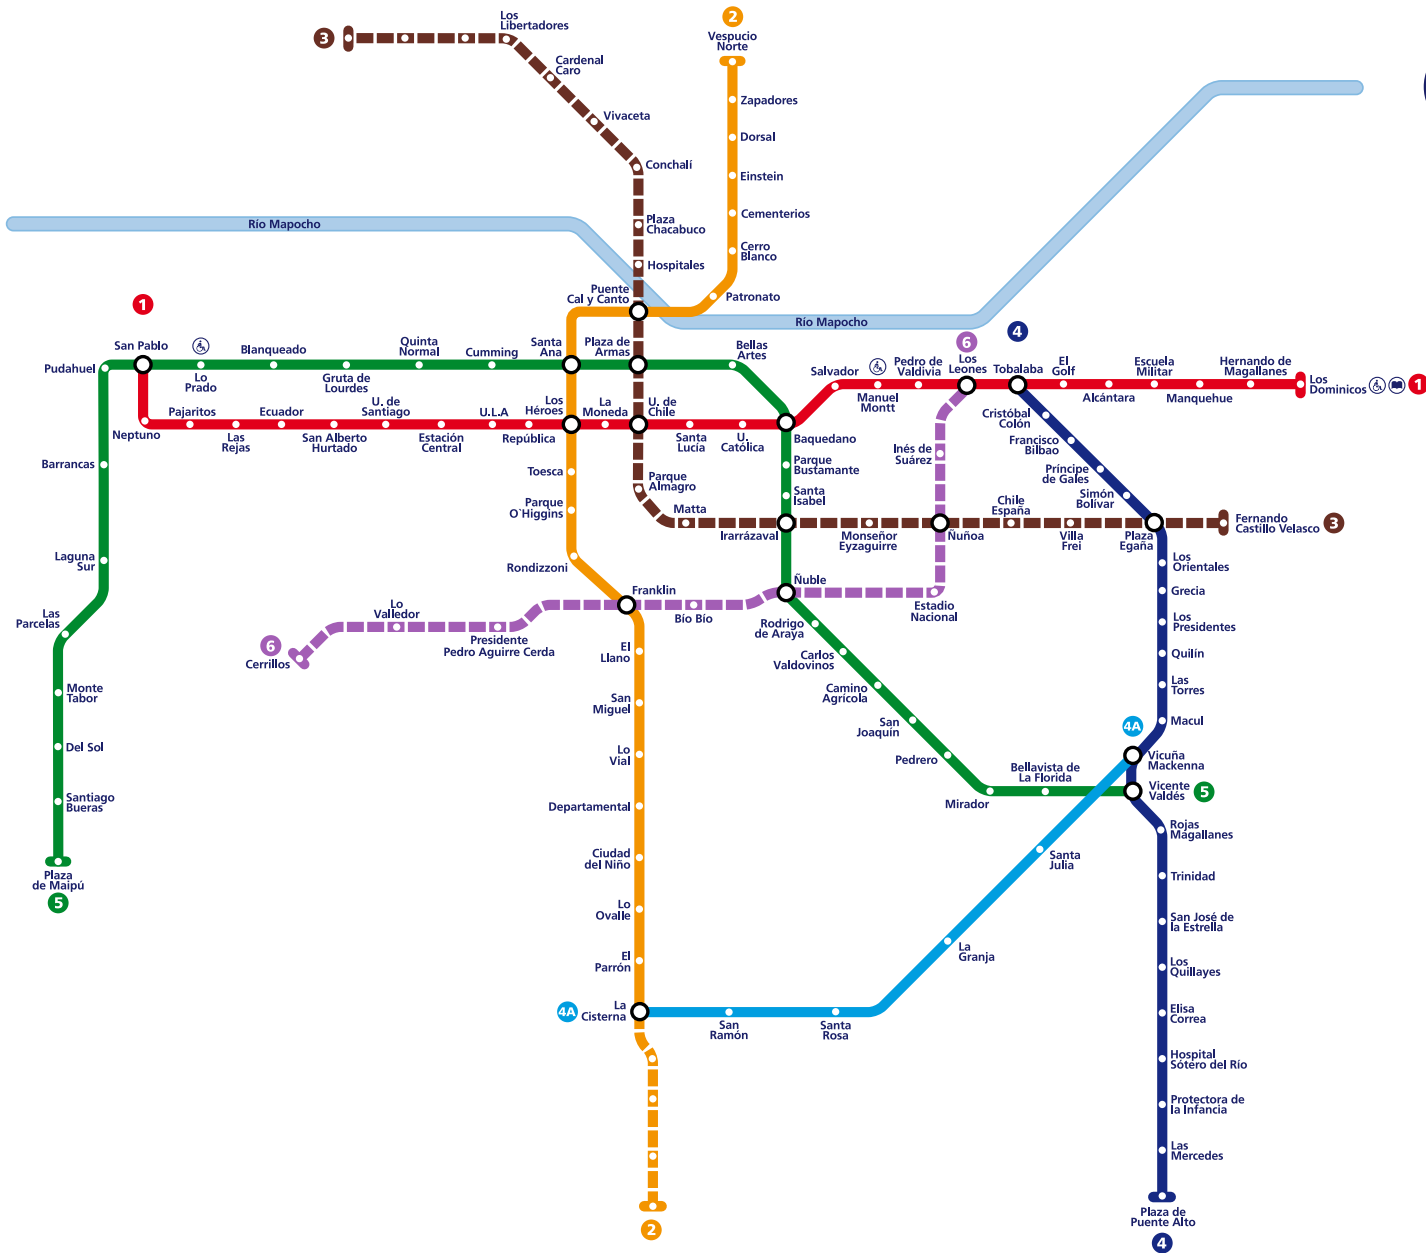 3
Los
Libertadores
Cardenal
Caro
Vivaceta
Conchalí
Plaza
Chacabuco
Hospitales
2
Vespucio
Norte
Zapadores
Dorsal
Einstein
Cementerios
Cerro
Blanco
Patronato
Río Mapocho
Río Mapocho
Puente
Cal y Canto
1
San Pablo
Pudahuel
Lo
Prado
Blanqueado
Gruta de
Lourdes
Quinta
Normal
Cumming
Santa
Ana
Plaza de
Armas
Bellas
Artes
Neptuno
Pajaritos
Las
Rejas
Ecuador
San Alberto
Hurtado
U. de
Santiago
Estación
Central
U.L.A
República
Los
Héroes
La
Moneda
U. de
Chile
Santa
Lucía
U.
Católica
Baquedano
Salvador
Manuel
Montt
Pedro de
Valdivia
6
Los
Leones
4
Tobalaba
El
Golf
Alcántara
Escuela
Militar
Manquehue
Hernando de
Magallanes
Los
Dominicos
1
Cristóbal
Colón
Francisco
Bilbao
Príncipe
de Gales
Simón
Bolívar
Inés de
Suárez
Parque
Bustamante
Santa
Isabel
Toesca
Parque
O`Higgins
Rondizzoni
Parque
Almagro
Matta
Irarrázaval
Monseñor
Eyzaguirre
Ñuñoa
Chile
España
Villa
Frei
Plaza
Egaña
Fernando
Castillo Velasco
3
Barrancas
Laguna
Sur
Las
Parcelas
Monte
Tabor
Del Sol
Santiago
Bueras
Plaza
de Maipú
5
6
Cerrillos
Lo
Valledor
Presidente
Pedro Aguirre Cerda
Franklin
Bío Bío
Ñuble
Estadio
Nacional
Rodrigo
de Araya
Carlos
Valdovinos
Camino
Agrícola
San
Joaquín
Pedrero
Mirador
Bellavista de
La Florida
Los
Orientales
Grecia
Los
Presidentes
Quilín
Las
Torres
Macul
4A
Vicuña
Mackenna
Vicente
Valdés
5
El
Llano
San
Miguel
Lo
Vial
Departamental
Ciudad
del Niño
Lo
Ovalle
El
Parrón
4A
La
Cisterna
San
Ramón
Santa
Rosa
La
Granja
Santa
Julia
Rojas
Magallanes
Trinidad
San José de
la Estrella
Los
Quillayes
Elisa
Correa
Hospital
Sótero del Río
Protectora de
la Infancia
Las
Mercedes
Plaza de
Puente Alto
4
2